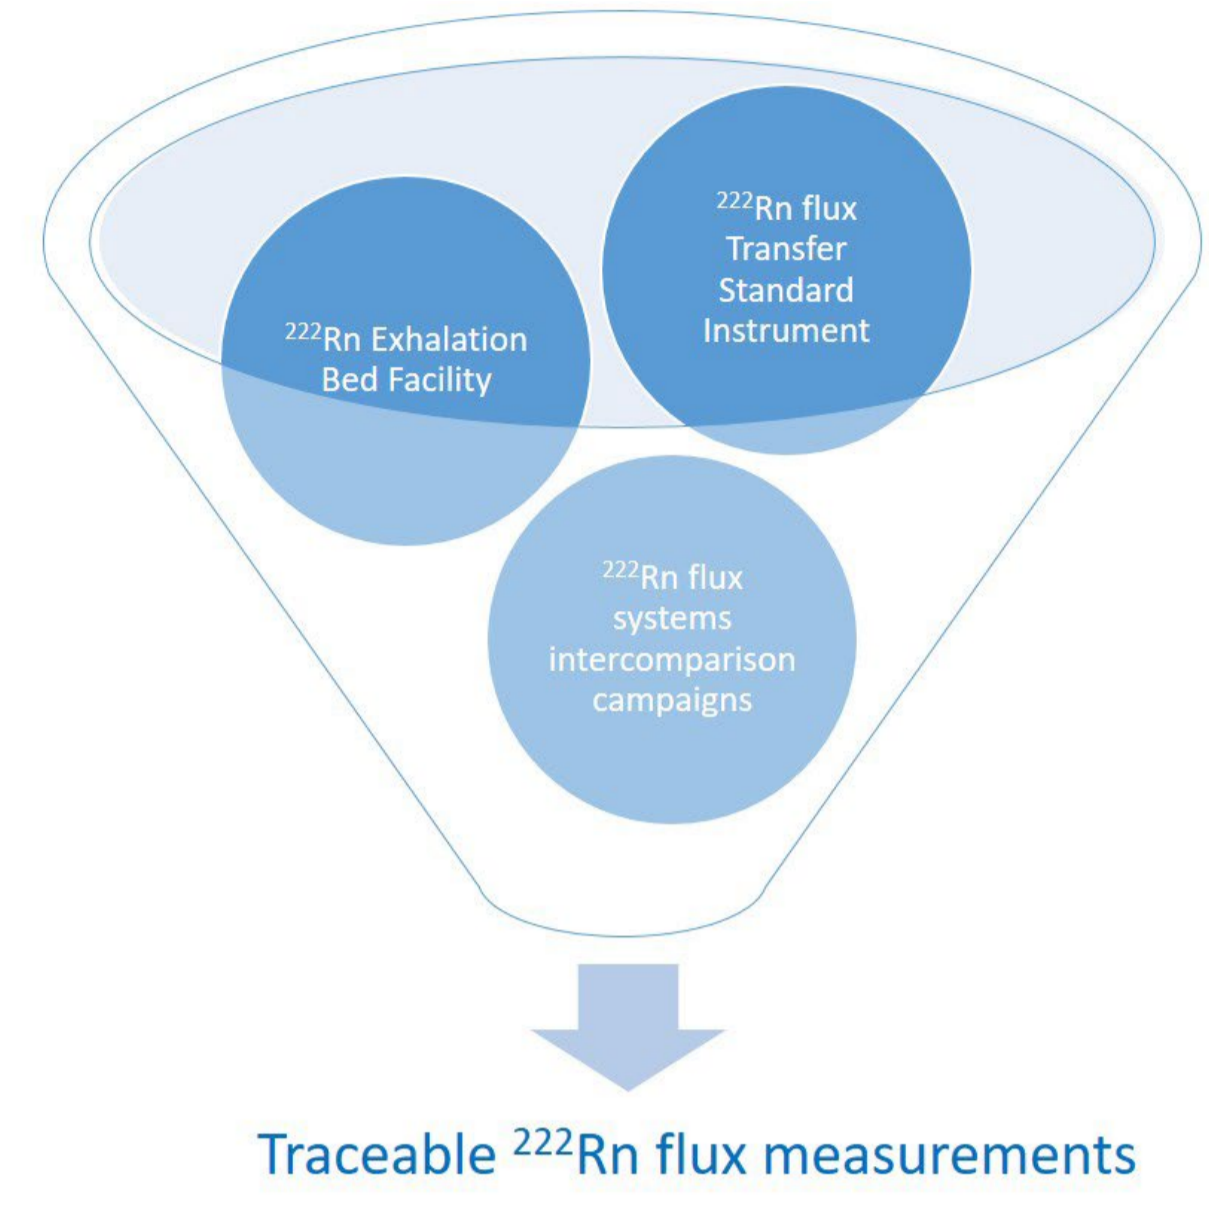 ²²²Rn flux
Transfer
Standard
Instrument
²²²Rn Exhalation
Bed Facility
²²²Rn flux
systems
intercomparison
campaigns
Traceable ²²²Rn flux measurements